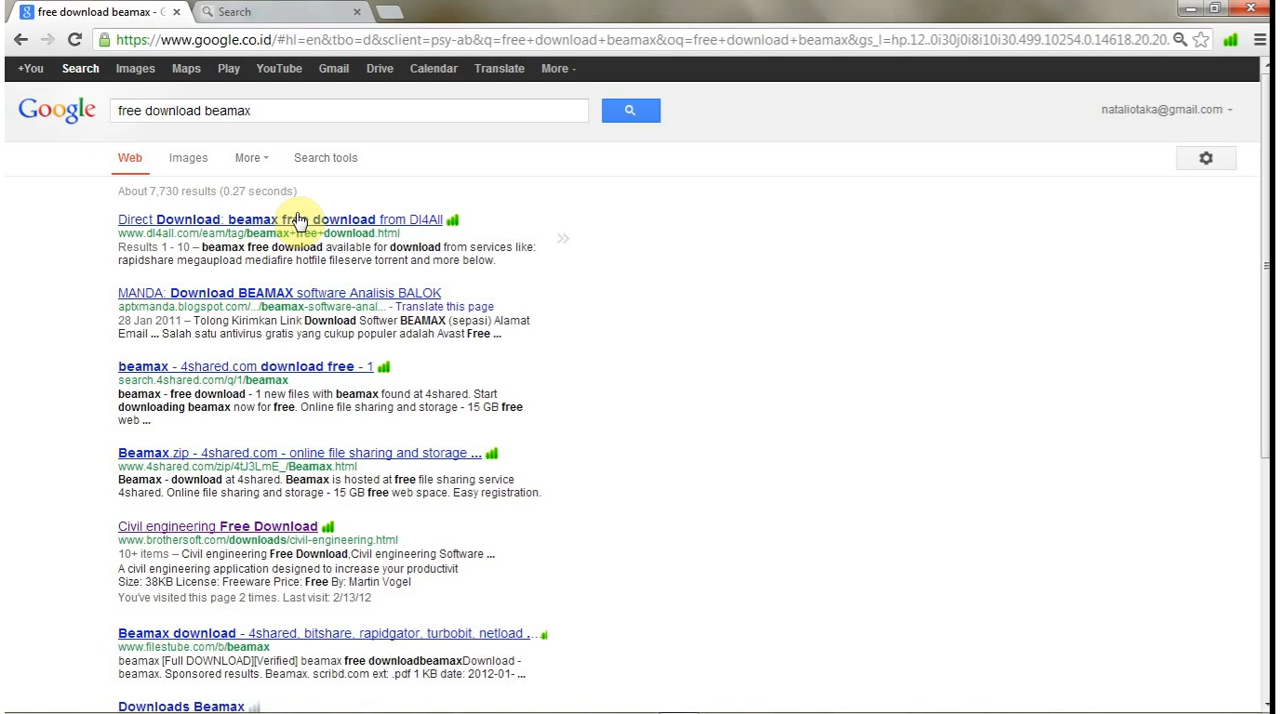 free download beamax - G
Search
https://www.google.co.id/#hl=en&tbo=d&sclient=psy-ab&q=free+download+beamax&oq=free+download+beamax&gs_l=hp.12..0i30j0i8i10i30.499.10254.0.14618.20.20.
+You Search Images Maps Play YouTube Gmail Drive Calendar Translate More
Google free download beamax nataliotaka@gmail.com
Web Images More Search tools
About 7,730 results (0.27 seconds)
Direct Download: beamax free download from Dl4All
www.dl4all.com/eam/tag/beamax+free+download.html
Results 1 - 10 – beamax free download available for download from services like:
rapidshare megaupload mediafire hotfile fileserve torrent and more below.
MANDA: Download BEAMAX software Analisis BALOK
aptxmanda.blogspot.com/.../beamax-software-anal... - Translate this page
28 Jan 2011 – Tolong Kirimkan Link Download Softwer BEAMAX (sepasi) Alamat
Email ... Salah satu antivirus gratis yang cukup populer adalah Avast Free ...
beamax - 4shared.com download free - 1
search.4shared.com/q/1/beamax
beamax - free download - 1 new files with beamax found at 4shared. Start
downloading beamax now for free. Online file sharing and storage - 15 GB free
web ...
Beamax.zip - 4shared.com - online file sharing and storage ...
www.4shared.com/zip/4tJ3LmE_/Beamax.html
Beamax - download at 4shared. Beamax is hosted at free file sharing service
4shared. Online file sharing and storage - 15 GB free web space. Easy registration.
Civil engineering Free Download
www.brothersoft.com/downloads/civil-engineering.html
10+ items – Civil engineering Free Download,Civil engineering Software ...
A civil engineering application designed to increase your productivit
Size: 38KB License: Freeware Price: Free By: Martin Vogel
You've visited this page 2 times. Last visit: 2/13/12
Beamax download - 4shared, bitshare, rapidgator, turbobit, netload ...
www.filestube.com/b/beamax
beamax [Full DOWNLOAD][Verified] beamax free downloadbeamaxDownload -
beamax. Sponsored results. Beamax. scribd.com ext: .pdf 1 KB date: 2012-01- ...
Downloads Beamax